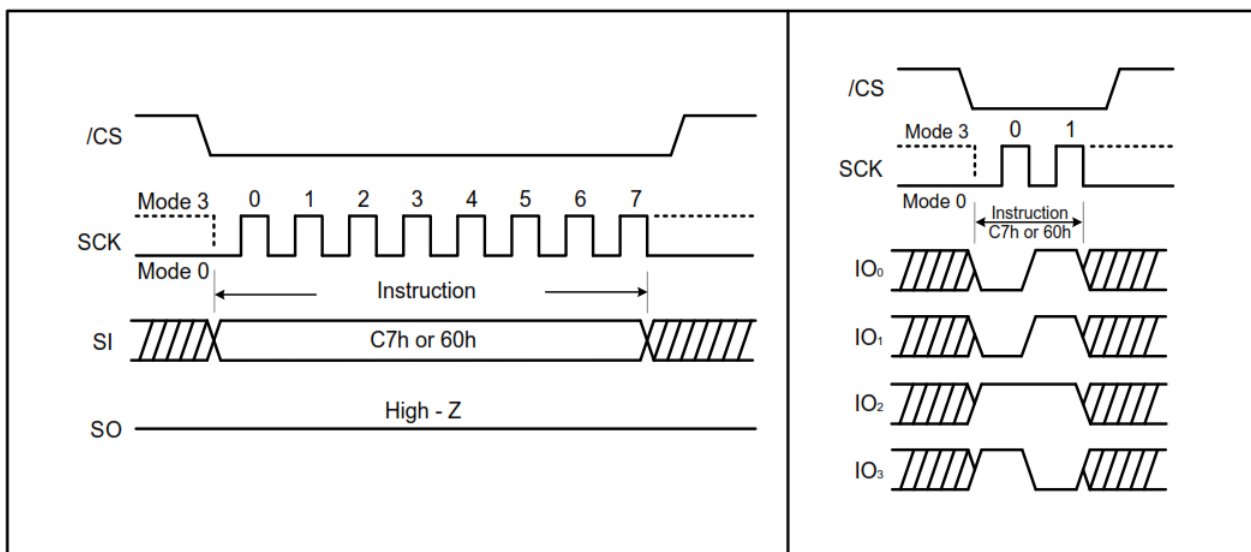 /CS
Mode 3 0 1 2 3 4 5 6 7
SCK
Mode 0
Instruction
SI C7h or 60h
High - Z
SO
/CS
Mode 3 0 1
SCK
Mode 0 Instruction
C7h or 60h
IO0
IO1
IO2
IO3